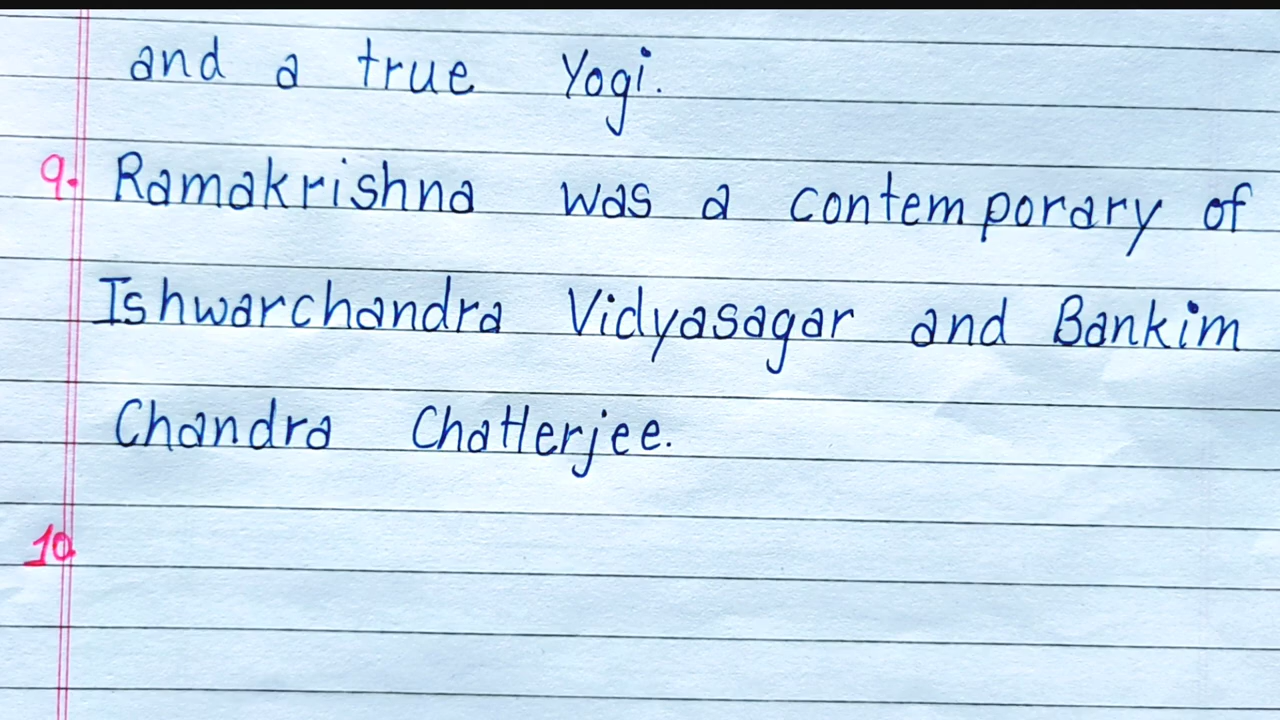 and a true Yogi.
9. Ramakrishna was a contemporary of
Ishwarchandra Vidyasagar and Bankim
Chandra Chatterjee.
10.